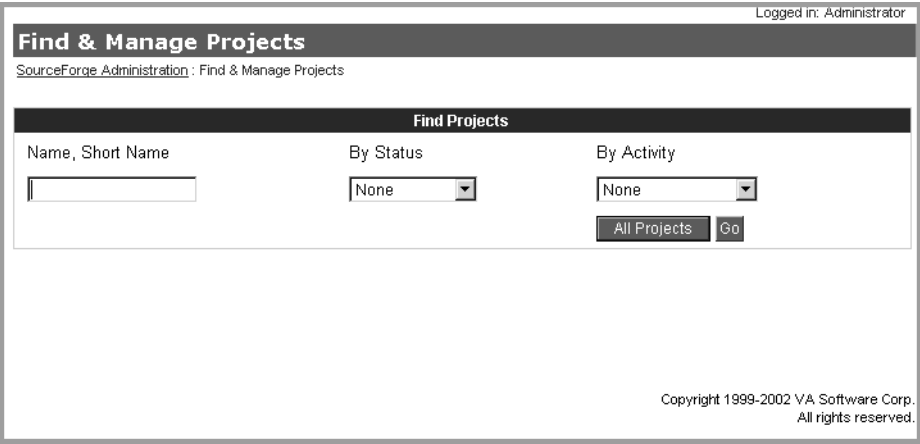 Logged in: Administrator
Find & Manage Projects
SourceForge Administration : Find & Manage Projects
Find Projects
Name, Short Name By Status By Activity
None None
All Projects Go
Copyright 1999-2002 VA Software Corp.
All rights reserved.